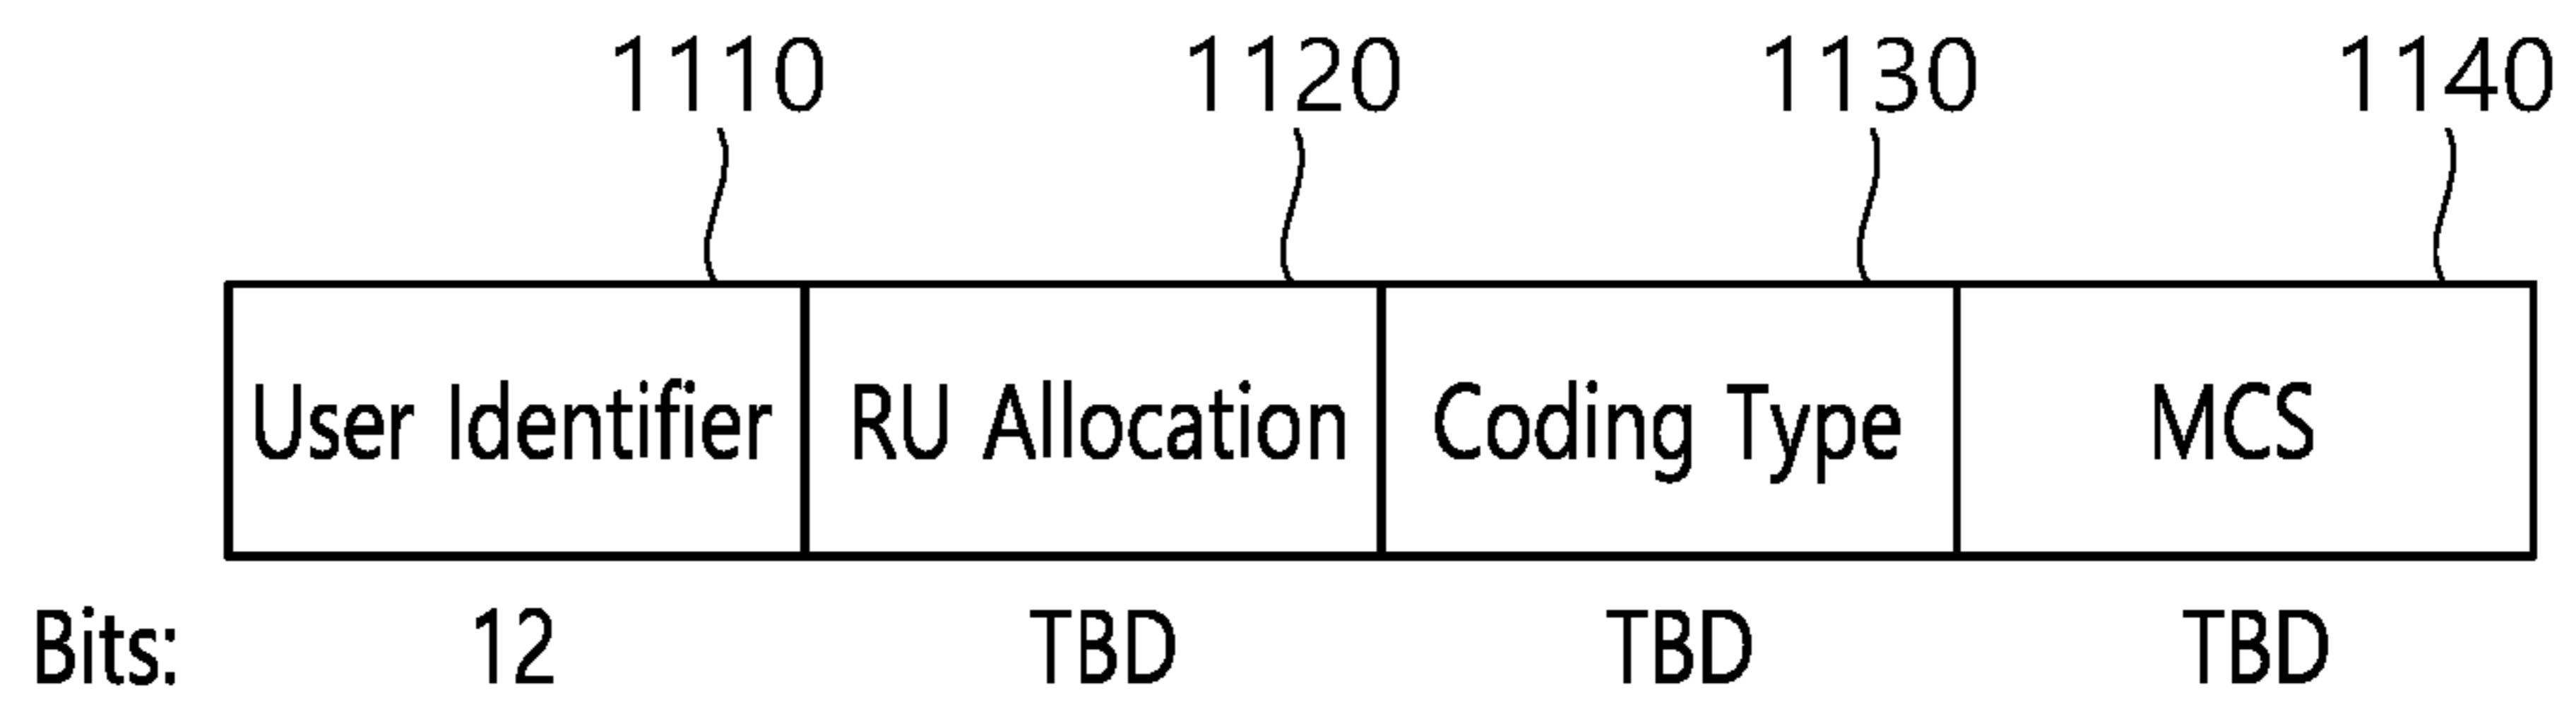 1110 1120 1130 1140
User Identifier RU Allocation Coding Type MCS
Bits: 12 TBD TBD TBD